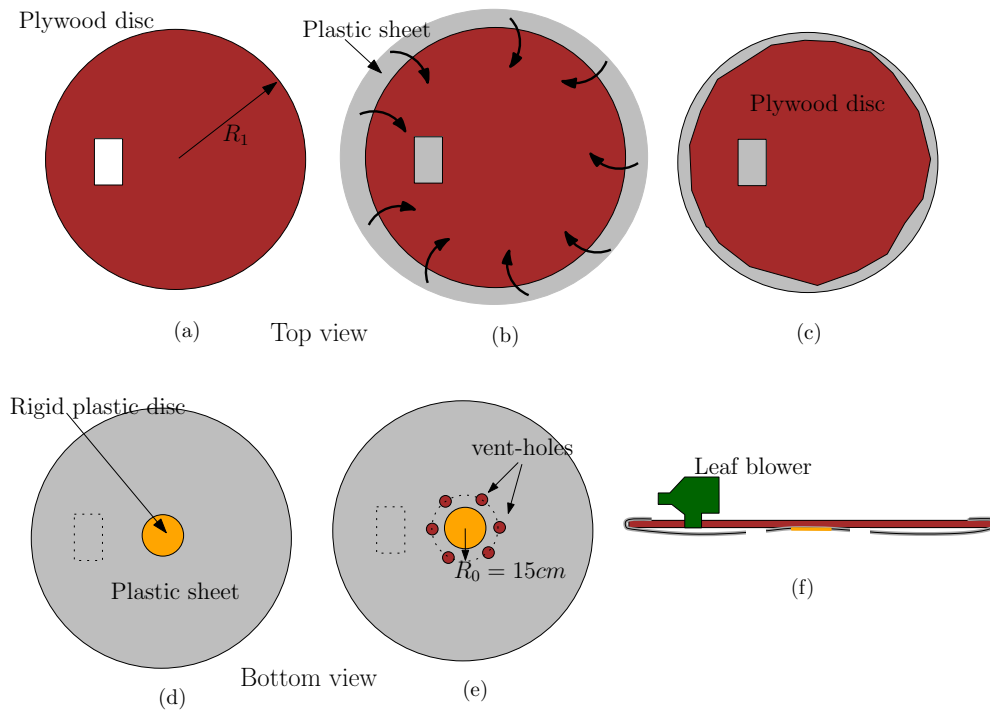 Plywood disc
R₁
(a)
Plastic sheet
(b)
Plywood disc
(c)
Top view
Rigid plastic disc
Plastic sheet
(d)
vent-holes
R₀ = 15cm
(e)
Bottom view
Leaf blower
(f)